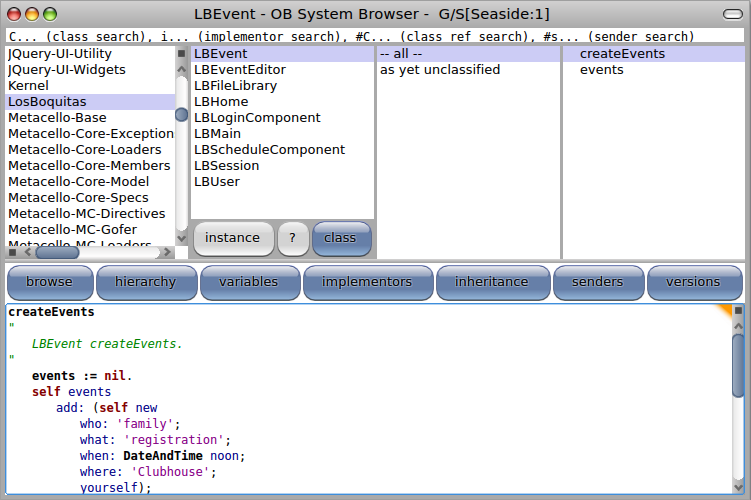 LBEvent - OB System Browser - G/S[Seaside:1]
C... (class search), i... (implementor search), #C... (class ref search), #s... (sender search)
JQuery-UI-Utility
JQuery-UI-Widgets
Kernel
LosBoquitas
Metacello-Base
Metacello-Core-Exception
Metacello-Core-Loaders
Metacello-Core-Members
Metacello-Core-Model
Metacello-Core-Specs
Metacello-MC-Directives
Metacello-MC-Gofer
Metacello-MC-Loaders
LBEvent
LBEventEditor
LBFileLibrary
LBHome
LBLoginComponent
LBMain
LBScheduleComponent
LBSession
LBUser
instance ? class
-- all --
as yet unclassified
createEvents
events
browse hierarchy variables implementors inheritance senders versions
createEvents
"
LBEvent createEvents.
"
events := nil.
self events
add: (self new
who: 'family';
what: 'registration';
when: DateAndTime noon;
where: 'Clubhouse';
yourself);